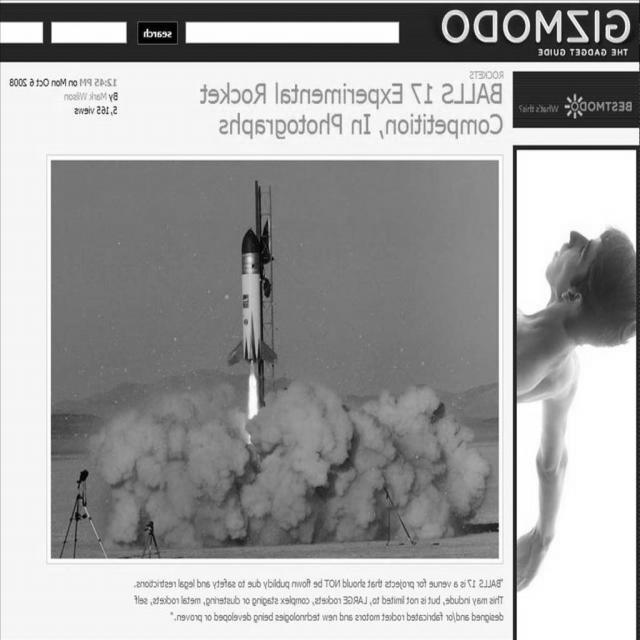 GIZMODO
THE GADGET GUIDE
search
BESTMODO What's this?
ROCKETS
BALLS 17 Experimental Rocket
Competition, In Photographs
12:45 PM on Mon Oct 6 2008
By Mark Wilson
5,165 views
"BALLS 17 is a venue for projects that should NOT be flown publicly due to safety and legal restrictions.
This may include, but is not limited to, LARGE rockets, complex staging or clustering, metal rockets, self
designed and/or fabricated rocket motors and new technologies being developed or proven."